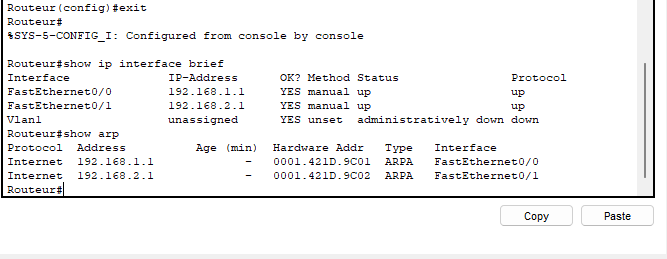 Routeur(config)#exit
Routeur#
%SYS-5-CONFIG_I: Configured from console by console
Routeur#show ip interface brief
Interface IP-Address OK? Method Status Protocol
FastEthernet0/0 192.168.1.1 YES manual up up
FastEthernet0/1 192.168.2.1 YES manual up up
Vlan1 unassigned YES unset administratively down down
Routeur#show arp
Protocol Address Age (min) Hardware Addr Type Interface
Internet 192.168.1.1 - 0001.421D.9C01 ARPA FastEthernet0/0
Internet 192.168.2.1 - 0001.421D.9C02 ARPA FastEthernet0/1
Routeur#
Copy Paste